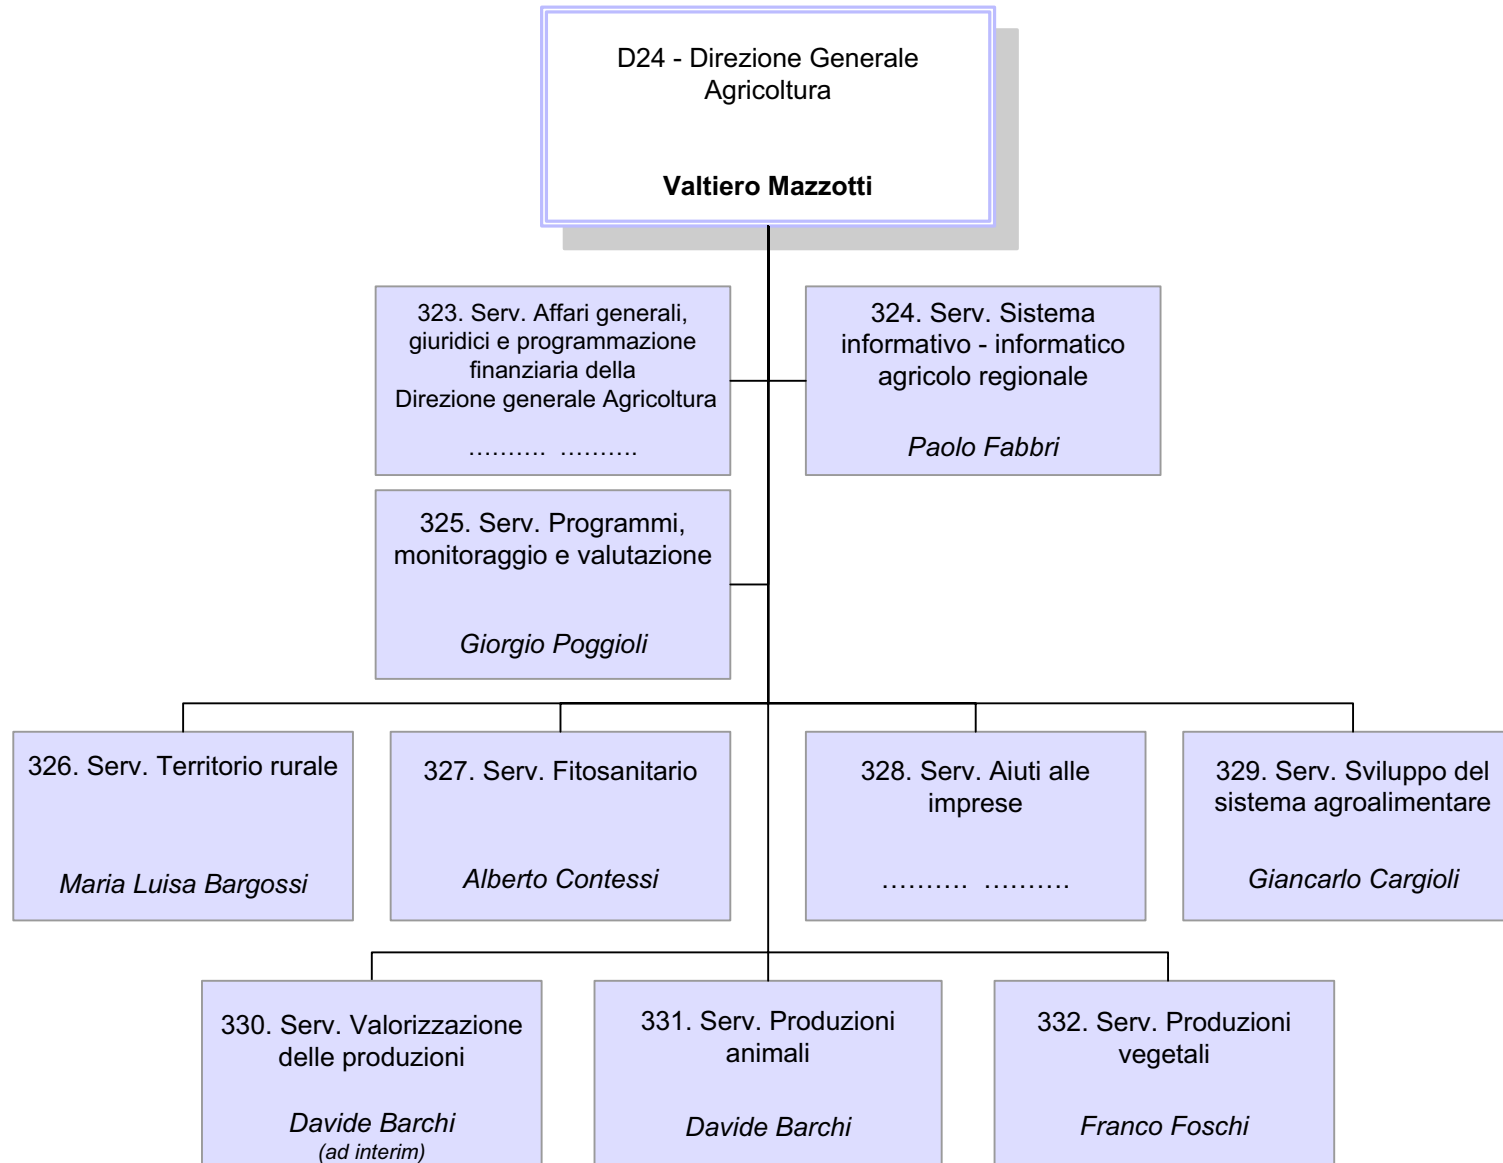 D24 - Direzione Generale
Agricoltura
Valtiero Mazzotti
323. Serv. Affari generali,
giuridici e programmazione
finanziaria della
Direzione generale Agricoltura
.......... ..........
324. Serv. Sistema
informativo - informatico
agricolo regionale
Paolo Fabbri
325. Serv. Programmi,
monitoraggio e valutazione
Giorgio Poggioli
326. Serv. Territorio rurale
Maria Luisa Bargossi
327. Serv. Fitosanitario
Alberto Contessi
328. Serv. Aiuti alle
imprese
.......... ..........
329. Serv. Sviluppo del
sistema agroalimentare
Giancarlo Cargioli
330. Serv. Valorizzazione
delle produzioni
Davide Barchi
(ad interim)
331. Serv. Produzioni
animali
Davide Barchi
332. Serv. Produzioni
vegetali
Franco Foschi